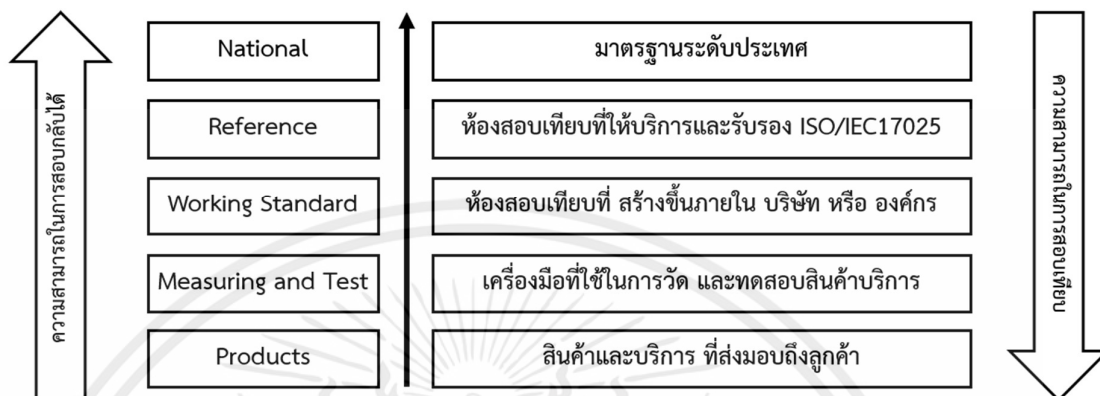 ความสามารถในการสอบกลับได้
National
มาตรฐานระดับประเทศ
Reference
ห้องสอบเทียบที่ให้บริการและรับรอง ISO/IEC17025
Working Standard
ห้องสอบเทียบที่ สร้างขึ้นภายใน บริษัท หรือ องค์กร
Measuring and Test
เครื่องมือที่ใช้ในการวัด และทดสอบสินค้าบริการ
Products
สินค้าและบริการ ที่ส่งมอบถึงลูกค้า
ความสามารถในการสอบเทียบ